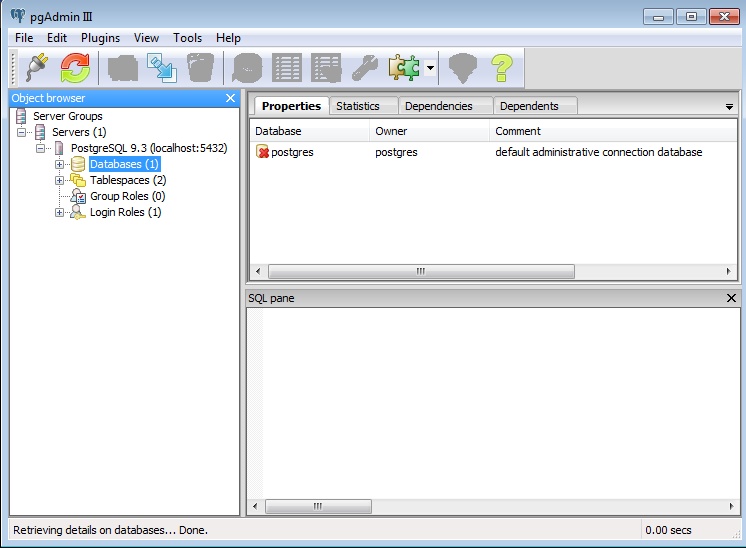 pgAdmin III
File Edit Plugins View Tools Help
Object browser
Server Groups
Servers (1)
PostgreSQL 9.3 (localhost:5432)
Databases (1)
Tablespaces (2)
Group Roles (0)
Login Roles (1)
Properties Statistics Dependencies Dependents
Database Owner Comment
postgres postgres default administrative connection database
SQL pane
Retrieving details on databases... Done. 0.00 secs